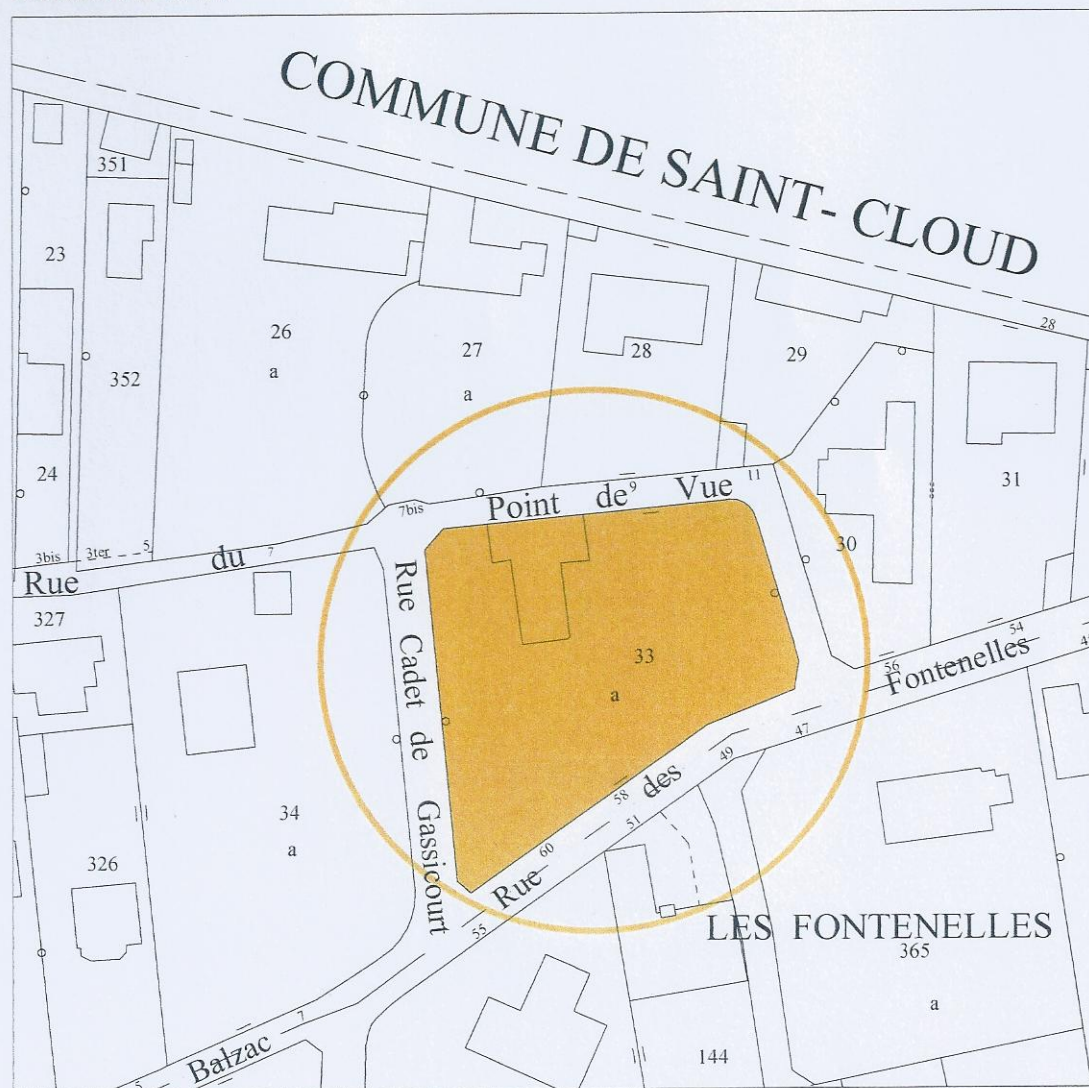 COMMUNE DE SAINT- CLOUD
351
23
26
a
27
a
28
29
28
352
24
31
30
3bis
3ter
5
7
7bis
9
11
Rue du Point de Vue
327
33
a
Rue Cadet de Gassicourt
34
a
326
Rue des Fontenelles
60
58
56
54
55
51
49
47
LES FONTENELLES
365
a
144
Balzac
7
5